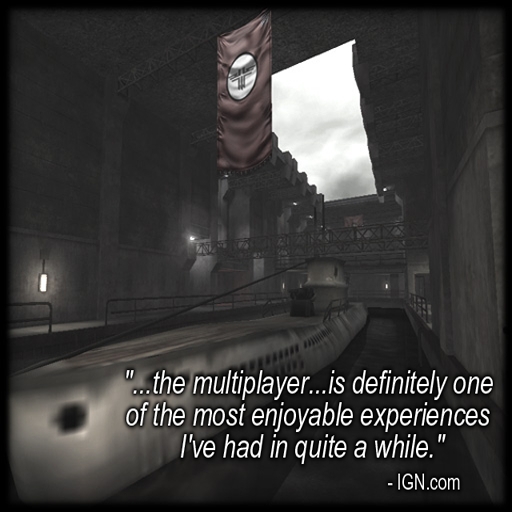 "...the multiplayer...is definitely one
of the most enjoyable experiences
I've had in quite a while."
- IGN.com